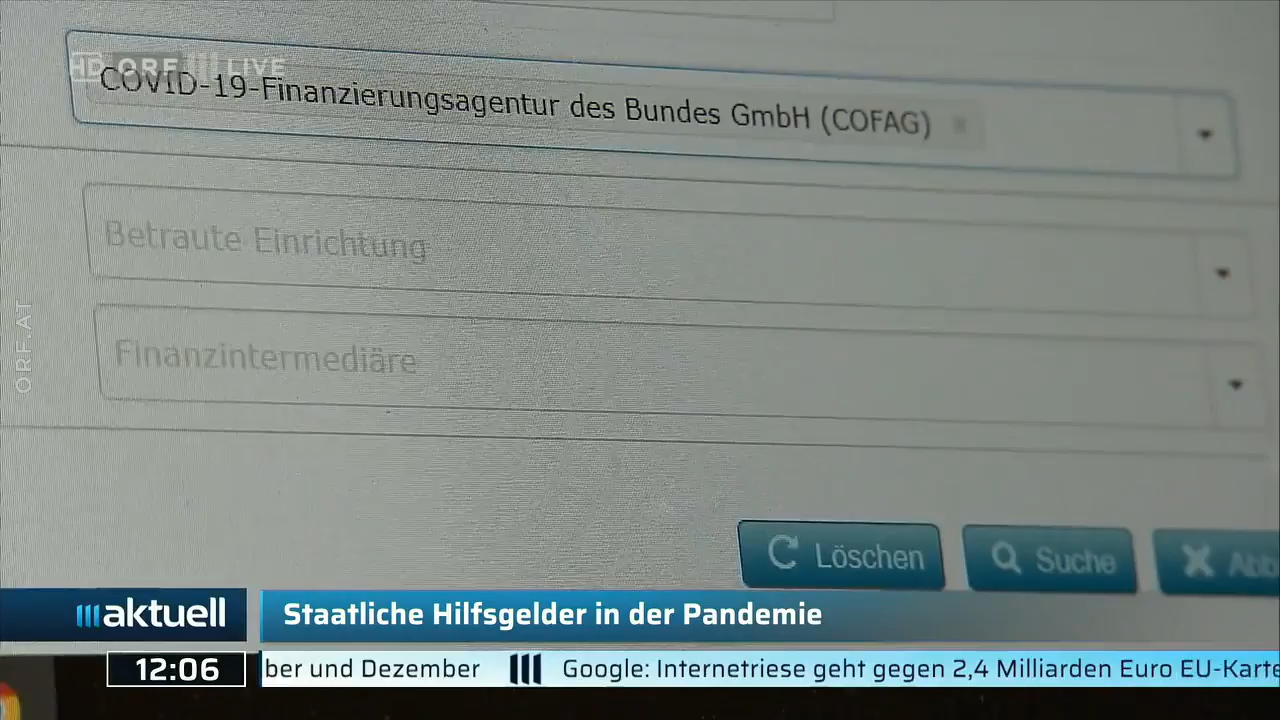 HD ORF III LIVE
COVID-19-Finanzierungsagentur des Bundes GmbH (COFAG)
Betraute Einrichtung
Finanzintermediäre
ORF.AT
Löschen
Suche
Abb
aktuell
Staatliche Hilfsgelder in der Pandemie
12:06
ber und Dezember
Google: Internetriese geht gegen 2,4 Milliarden Euro EU-Karte